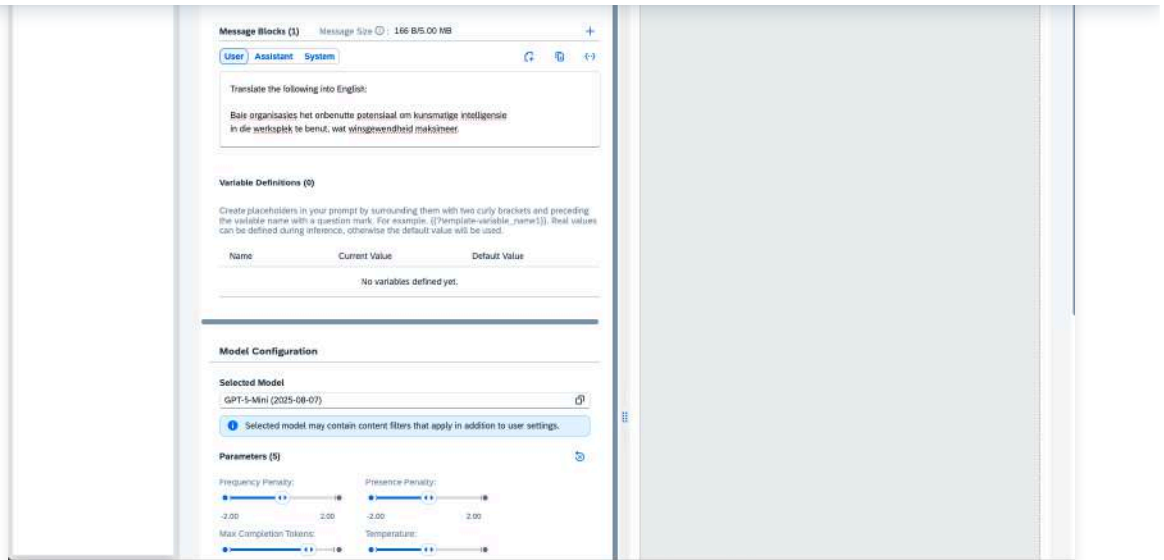 Message Blocks (1) Message Size : 166 B/5.00 MB
User Assistant System
Translate the following into English:
Baie organisasies het onbenutte potensiaal om kunsmatige intelligensie
in die werksplek te benut, wat winsgewendheid maksimeer.
Variable Definitions (0)
Create placeholders in your prompt by surrounding them with two curly brackets and preceding
the variable name with a question mark. For example, {{?template-variable_name1}}. Real values
can be defined during inference, otherwise the default value will be used.
Name Current Value Default Value
No variables defined yet.
Model Configuration
Selected Model
GPT-5-Mini (2025-08-07)
Selected model may contain content filters that apply in addition to user settings.
Parameters (5)
Frequency Penalty: Presence Penalty:
-2.00 2.00 -2.00 2.00
Max Completion Tokens: Temperature: